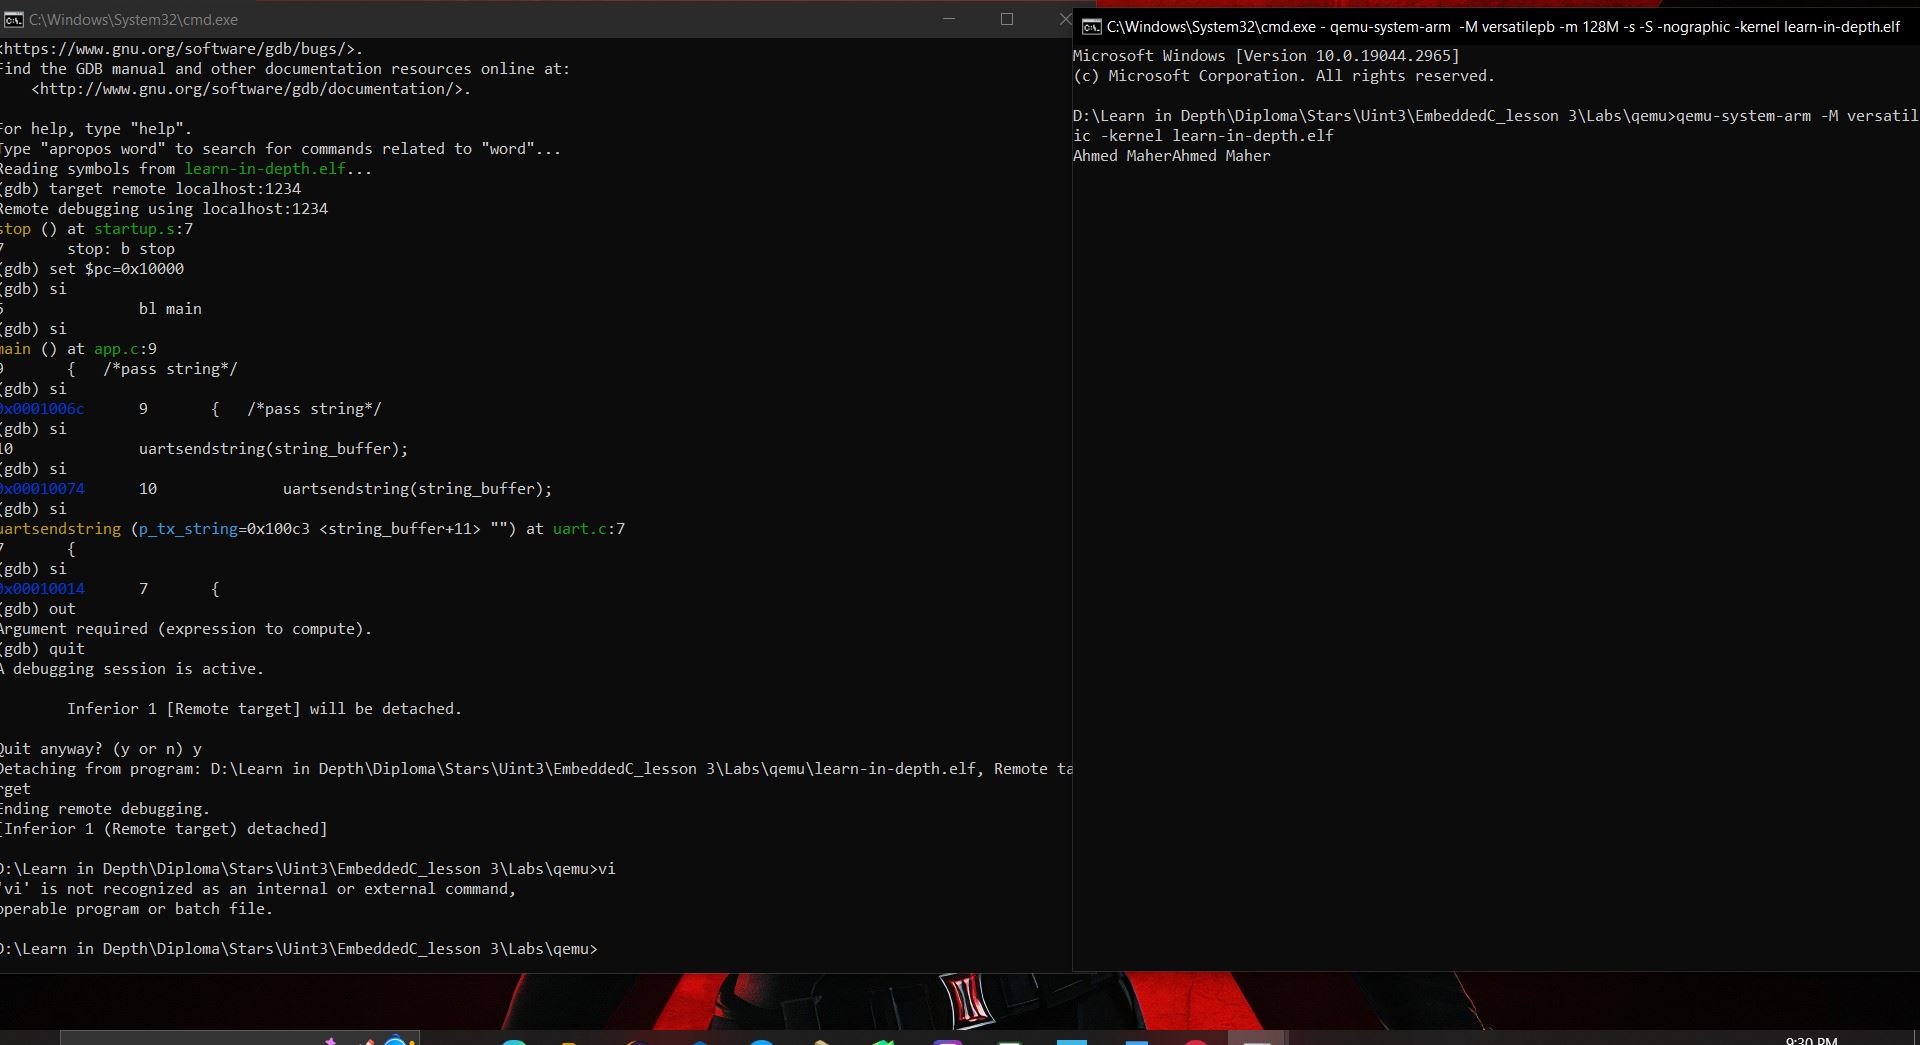 C:\Windows\System32\cmd.exe
<https://www.gnu.org/software/gdb/bugs/>.
Find the GDB manual and other documentation resources online at:
<http://www.gnu.org/software/gdb/documentation/>.
For help, type "help".
Type "apropos word" to search for commands related to "word"...
Reading symbols from learn-in-depth.elf...
(gdb) target remote localhost:1234
Remote debugging using localhost:1234
stop () at startup.s:7
7 stop: b stop
(gdb) set $pc=0x10000
(gdb) si
5 bl main
(gdb) si
main () at app.c:9
9 { /*pass string*/
(gdb) si
0x0001006c 9 { /*pass string*/
(gdb) si
10 uartsendstring(string_buffer);
(gdb) si
0x00010074 10 uartsendstring(string_buffer);
(gdb) si
uartsendstring (p_tx_string=0x100c3 <string_buffer+11> "") at uart.c:7
7 {
(gdb) si
0x00010014 7 {
(gdb) out
Argument required (expression to compute).
(gdb) quit
A debugging session is active.
Inferior 1 [Remote target] will be detached.
Quit anyway? (y or n) y
Detaching from program: D:\Learn in Depth\Diploma\Stars\Uint3\EmbeddedC_lesson 3\Labs\qemu\learn-in-depth.elf, Remote ta
rget
Ending remote debugging.
[Inferior 1 (Remote target) detached]
D:\Learn in Depth\Diploma\Stars\Uint3\EmbeddedC_lesson 3\Labs\qemu>vi
'vi' is not recognized as an internal or external command,
operable program or batch file.
D:\Learn in Depth\Diploma\Stars\Uint3\EmbeddedC_lesson 3\Labs\qemu>
C:\Windows\System32\cmd.exe - qemu-system-arm -M versatilepb -m 128M -s -S -nographic -kernel learn-in-depth.elf
Microsoft Windows [Version 10.0.19044.2965]
(c) Microsoft Corporation. All rights reserved.
D:\Learn in Depth\Diploma\Stars\Uint3\EmbeddedC_lesson 3\Labs\qemu>qemu-system-arm -M versatil
ic -kernel learn-in-depth.elf
Ahmed MaherAhmed Maher
9:30 PM